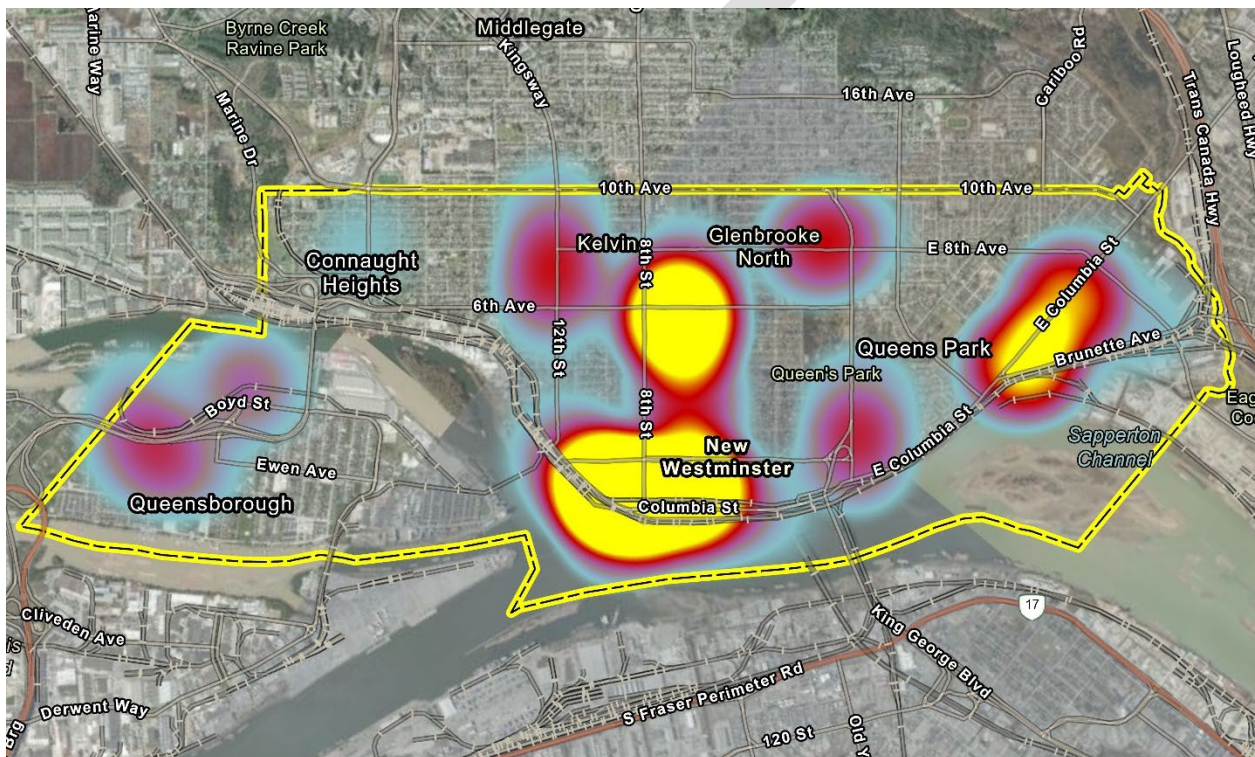 Marine Way
Byrne Creek
Ravine Park
Middlegate
Kingsway
Cariboo Rd
Lougheed Hwy
Trans Canada Hwy
16th Ave
Marine Dr
10th Ave
10th Ave
Kelvin
8th St
Glenbrooke
North
E 8th Ave
E Columbia St
Connaught
Heights
6th Ave
12th St
Queens Park
Brunette Ave
Queen's Park
Boyd St
8th St
E Columbia St
Sapperton
Channel
New
Westminster
Ewen Ave
Queensborough
Columbia St
17
Cliveden Ave
King George Blvd
S Fraser Perimeter Rd
Derwent Way
Brg
120 St